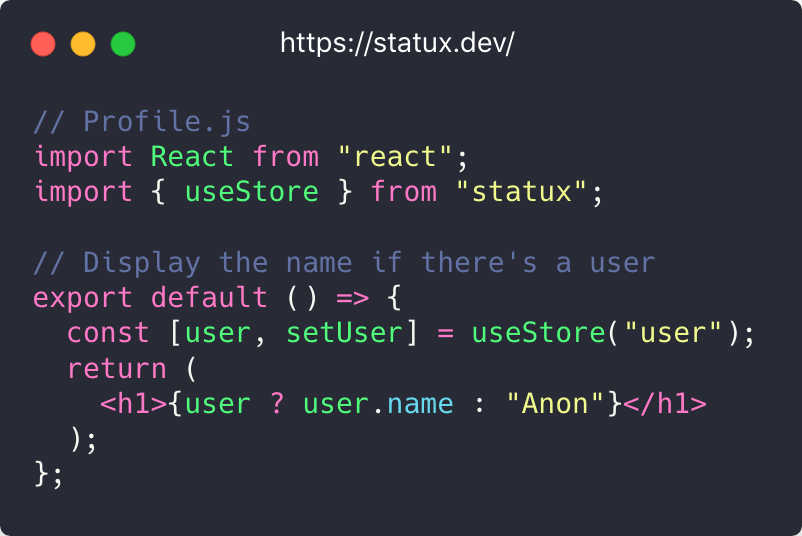 https://statux.dev/
// Profile.js
import React from "react";
import { useStore } from "statux";
// Display the name if there's a user
export default () => {
  const [user, setUser] = useStore("user");
  return (
    <h1>{user ? user.name : "Anon"}</h1>
  );
};